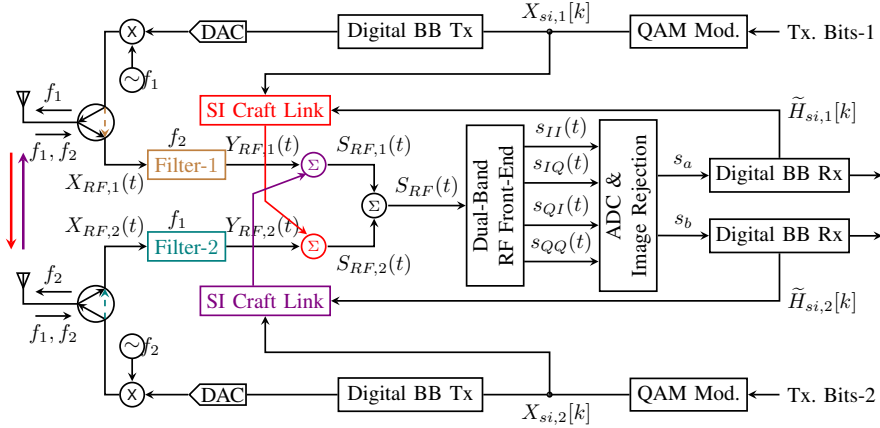 X_{si,1}[k]
DAC
Digital BB Tx
QAM Mod.
Tx. Bits-1
X
~
f_1
f_1
SI Craft Link
\widetilde{H}_{si,1}[k]
f_1, f_2
f_2
Y_{RF,1}(t)
S_{RF,1}(t)
s_{II}(t)
Filter-1
Σ
X_{RF,1}(t)
s_{IQ}(t)
s_a
Digital BB Rx
S_{RF}(t)
Σ
Dual-Band
RF Front-End
ADC &
Image Rejection
X_{RF,2}(t)
f_1
Y_{RF,2}(t)
s_{QI}(t)
s_b
Digital BB Rx
Filter-2
Σ
s_{QQ}(t)
S_{RF,2}(t)
f_2
SI Craft Link
\widetilde{H}_{si,2}[k]
f_1, f_2
~
f_2
X
DAC
Digital BB Tx
QAM Mod.
Tx. Bits-2
X_{si,2}[k]